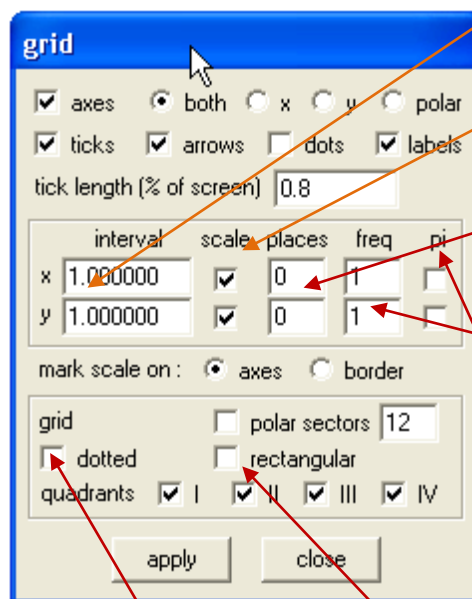 grid
axes both x y polar
ticks arrows dots labels
tick length (% of screen) 0.8
interval scale places freq pi
x 1.000000 0 1
y 1.000000 0 1
mark scale on : axes border
grid polar sectors 12
dotted rectangular
quadrants I II III IV
apply close